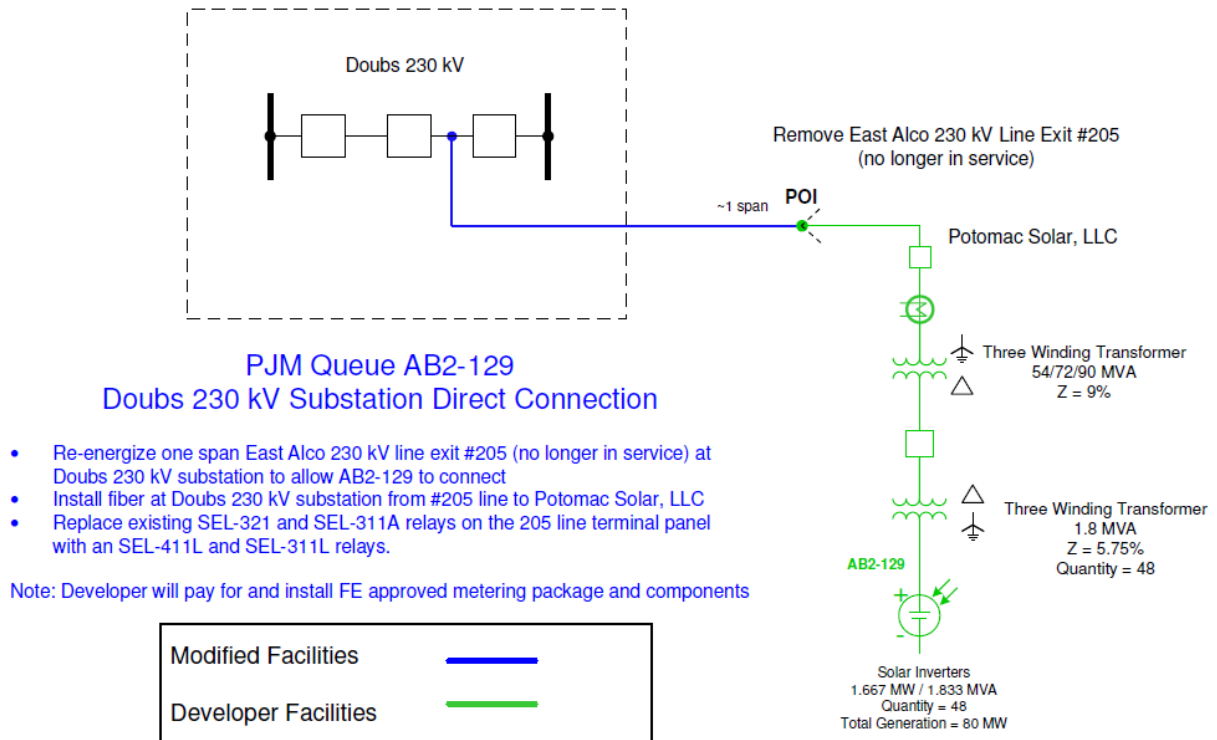 Doubs 230 kV
Remove East Alco 230 kV Line Exit #205
(no longer in service)
~1 span
POI
Potomac Solar, LLC
Three Winding Transformer
54/72/90 MVA
Z = 9%
PJM Queue AB2-129
Doubs 230 kV Substation Direct Connection
• Re-energize one span East Alco 230 kV line exit #205 (no longer in service) at
Doubs 230 kV substation to allow AB2-129 to connect
• Install fiber at Doubs 230 kV substation from #205 line to Potomac Solar, LLC
• Replace existing SEL-321 and SEL-311A relays on the 205 line terminal panel
with an SEL-411L and SEL-311L relays.
Note: Developer will pay for and install FE approved metering package and components
Three Winding Transformer
1.8 MVA
Z = 5.75%
Quantity = 48
AB2-129
+
-
Solar Inverters
1.667 MW / 1.833 MVA
Quantity = 48
Total Generation = 80 MW
Modified Facilities
Developer Facilities